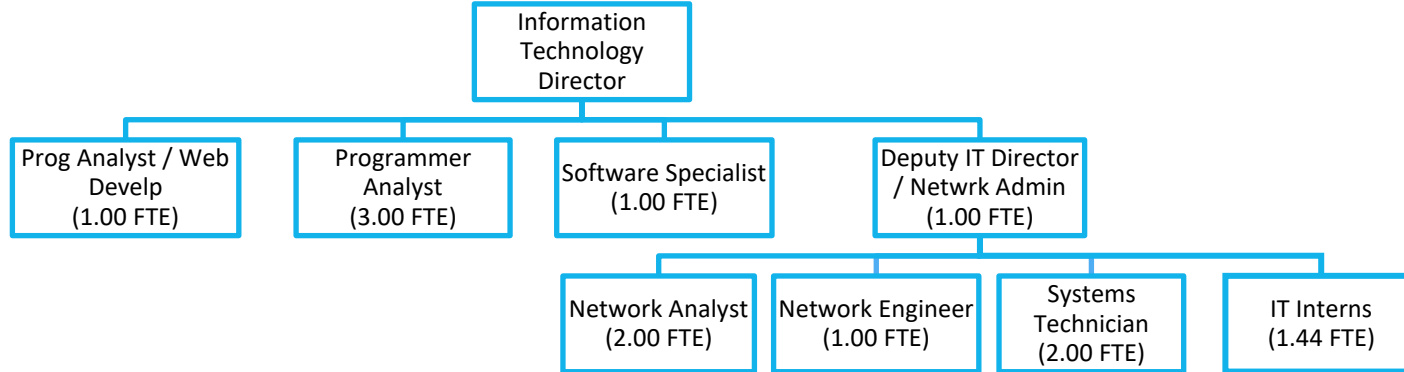 Information
Technology
Director
Prog Analyst / Web
Develp
(1.00 FTE)
Programmer
Analyst
(3.00 FTE)
Software Specialist
(1.00 FTE)
Deputy IT Director
/ Netwrk Admin
(1.00 FTE)
Network Analyst
(2.00 FTE)
Network Engineer
(1.00 FTE)
Systems
Technician
(2.00 FTE)
IT Interns
(1.44 FTE)